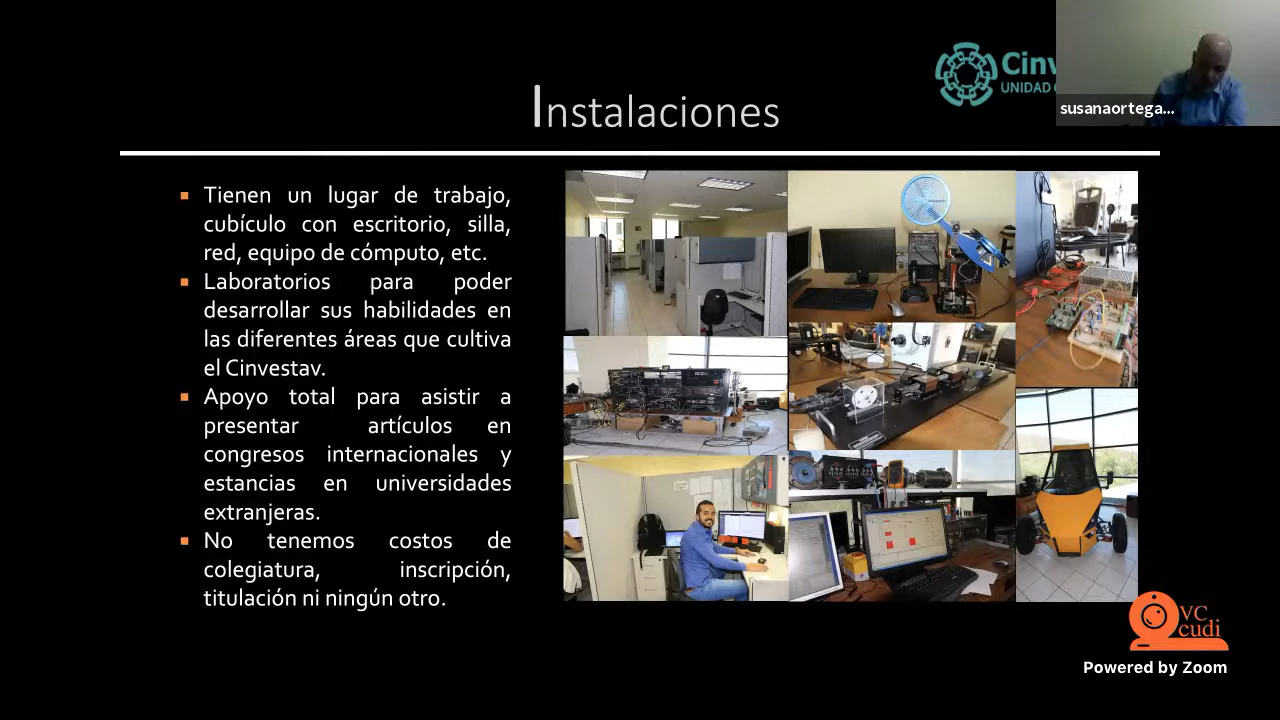 Cinv
UNIDAD
susanaortega...
Instalaciones
Tienen un lugar de trabajo,
cubículo con escritorio, silla,
red, equipo de cómputo, etc.
Laboratorios para poder
desarrollar sus habilidades en
las diferentes áreas que cultiva
el Cinvestav.
Apoyo total para asistir a
presentar artículos en
congresos internacionales y
estancias en universidades
extranjeras.
No tenemos costos de
colegiatura, inscripción,
titulación ni ningún otro.
VC
cudi
Powered by Zoom